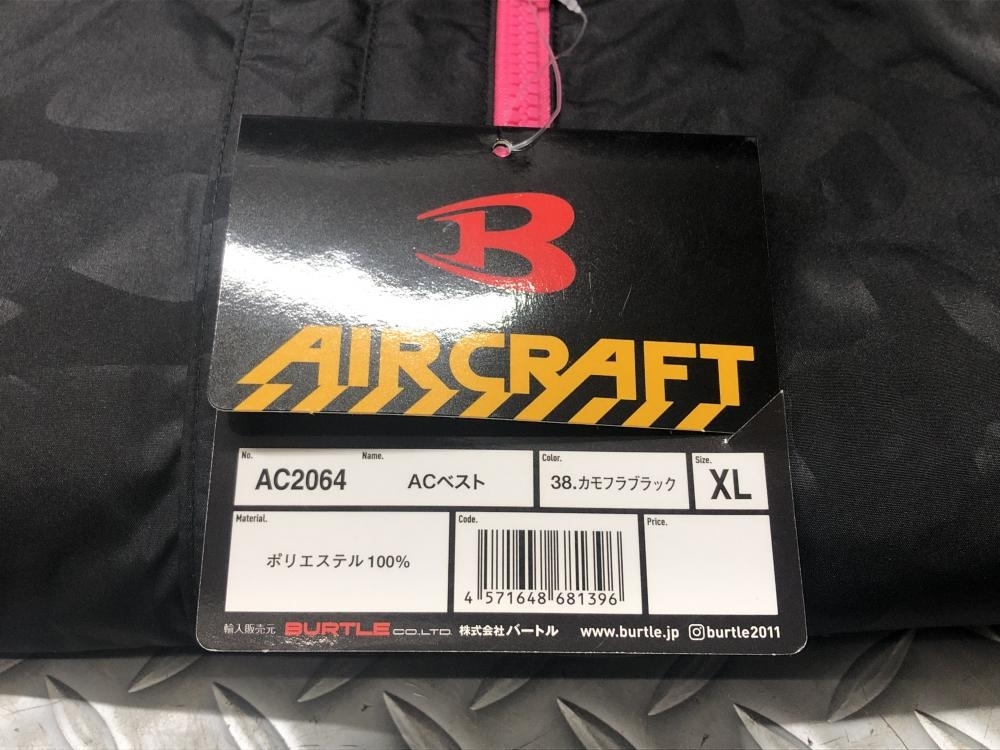 B
AIRCRAFT
No. Name. Color. Size.
AC2064 ACベスト 38.カモフラブラック XL
Material. Code. Price.
ポリエステル100%
4 571648 681396
輸入販売元 BURTLE CO.LTD. 株式会社バートル www.burtle.jp burtle2011